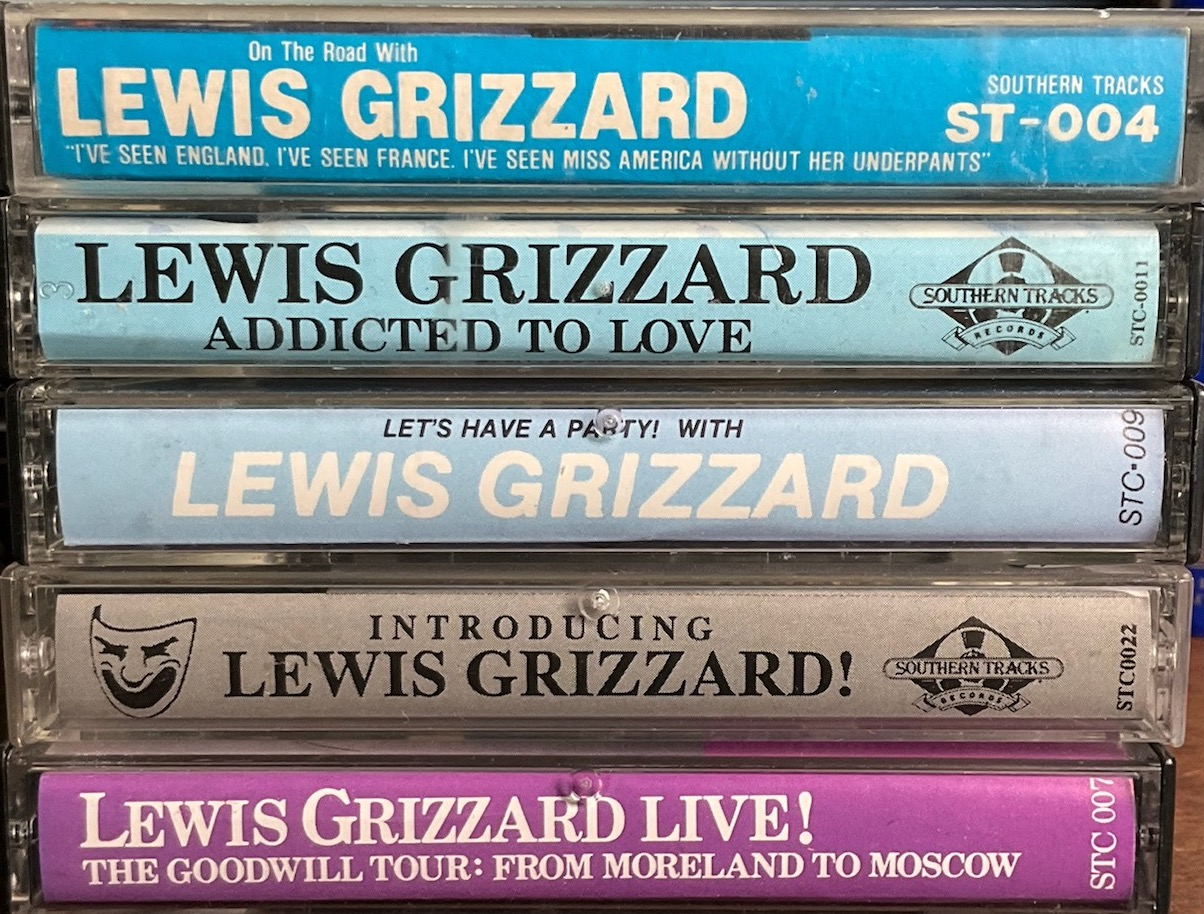 On The Road With
LEWIS GRIZZARD
"I'VE SEEN ENGLAND. I'VE SEEN FRANCE. I'VE SEEN MISS AMERICA WITHOUT HER UNDERPANTS"
SOUTHERN TRACKS
ST-004
3
LEWIS GRIZZARD
ADDICTED TO LOVE
SOUTHERN TRACKS
RECORDS
STC-0011
LET'S HAVE A PARTY! WITH
LEWIS GRIZZARD
STC•009
INTRODUCING
LEWIS GRIZZARD!
SOUTHERN TRACKS
RECORDS
STC0022
LEWIS GRIZZARD LIVE!
THE GOODWILL TOUR: FROM MORELAND TO MOSCOW
STC 007